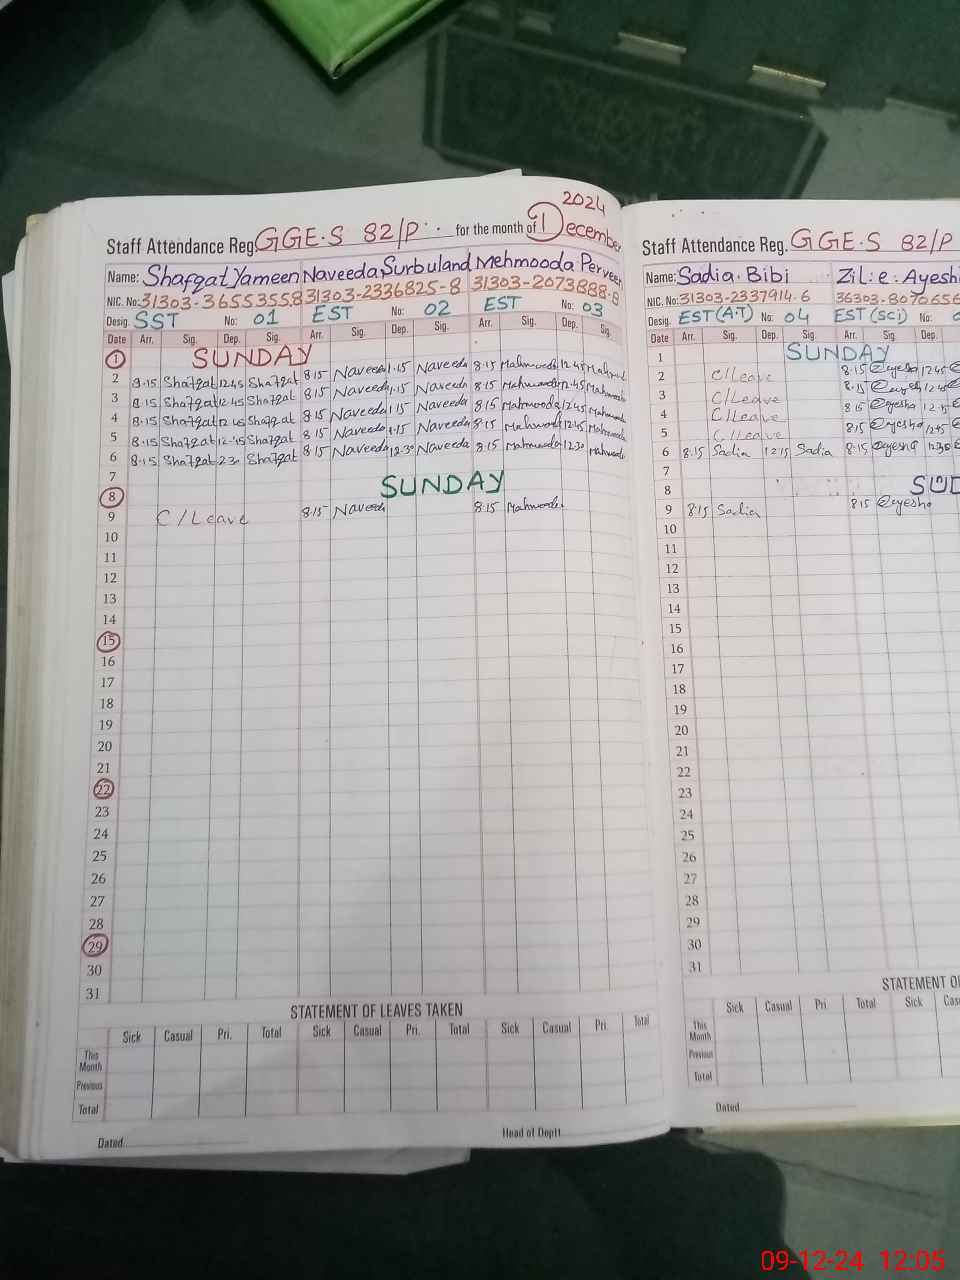 2024
Staff Attendance Reg. GGE.S 82/P for the month of December
Name: Shafqat Yameen Naveeda Surbuland Mehmooda Perveen
NIC. No: 31303-36553558 31303-2336825-8 31303-2073888-8
Desig. SST No: 01 EST No: 02 EST No: 03
Date Arr. Sig. Dep. Sig. Arr. Sig. Dep. Sig. Arr. Sig. Dep. Sig.
1 SUNDAY
2 8.15 Shafqat 12.45 Shafqat 8.15 Naveeda 1.15 Naveeda 8.15 Mahmooda 12.45
3 8.15 Shafqat 12.45 Shafqat 8.15 Naveeda 1.15 Naveeda 8.15 Mahmooda 12.45
4 8.15 Shafqat 12.45 Shafqat 8.15 Naveeda 1.15 Naveeda 8.15 Mahmooda 12.45
5 8.15 Shafqat Shafqat 8.15 Naveeda 1.15 Naveeda 8.15 Mahmooda 12.45
6 8.15 Shafqat Shafqat 8.15 Naveeda 12.30 Naveeda 8.15 Mahmooda 12.30
7
8 SUNDAY
9 C/Leave 8.15 Naveeda 8.15 Mahmooda
10
11
12
13
14
15
16
17
18
19
20
21
22
23
24
25
26
27
28
29
30
31
STATEMENT OF LEAVES TAKEN
Sick Casual Pri. Total Sick Casual Pri. Total Sick Casual Pri. Total
This Month
Previous
Total
Dated
Head of Deptt
Staff Attendance Reg. GGE.S 82/P
Name: Sadia Bibi Zil.e. Ayesh
NIC. No: 31303-2337914-6 36303-8070656
Desig. EST (A.T) No: 04 EST (SCi) No:
Date Arr. Sig. Dep. Sig. Arr. Sig. Dep.
1 SUNDAY
2 C/Leave 8.15 Ayesha 12.45
3 C/Leave 8.15 Ayesha 12.45
4 C/Leave 8.15 Ayesha
5 C/Leave 8.15 Ayesha 12.45
6 8.15 Sadia 12.15 Sadia 8.15 Ayesha 12.30
7
8 SUD
9 8.15 Sadia 8.15 Ayesha
10
11
12
13
14
15
16
17
18
19
20
21
22
23
24
25
26
27
28
29
30
31
STATEMENT OF
Sick Casual Pri. Total Sick Cas
This Month
Previous
Total
Dated
09-12-24 12:05